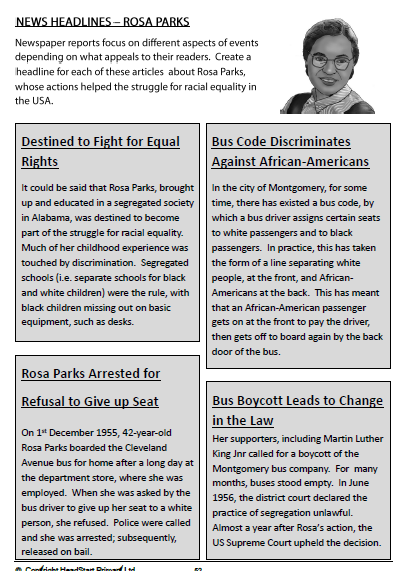 NEWS HEADLINES – ROSA PARKS
Newspaper reports focus on different aspects of events
depending on what appeals to their readers. Create a
headline for each of these articles about Rosa Parks,
whose actions helped the struggle for racial equality in
the USA.
Destined to Fight for Equal
Rights
It could be said that Rosa Parks, brought
up and educated in a segregated society
in Alabama, was destined to become
part of the struggle for racial equality.
Much of her childhood experience was
touched by discrimination. Segregated
schools (i.e. separate schools for black
and white children) were the rule, with
black children missing out on basic
equipment, such as desks.
Bus Code Discriminates
Against African-Americans
In the city of Montgomery, for some
time, there has existed a bus code, by
which a bus driver assigns certain seats
to white passengers and to black
passengers. In practice, this has taken
the form of a line separating white
people, at the front, and African-
Americans at the back. This has meant
that an African-American passenger
gets on at the front to pay the driver,
then gets off to board again by the back
door of the bus.
Rosa Parks Arrested for
Refusal to Give up Seat
On 1st December 1955, 42-year-old
Rosa Parks boarded the Cleveland
Avenue bus for home after a long day at
the department store, where she was
employed. When she was asked by the
bus driver to give up her seat to a white
person, she refused. Police were called
and she was arrested; subsequently,
released on bail.
Bus Boycott Leads to Change
in the Law
Her supporters, including Martin Luther
King Jnr called for a boycott of the
Montgomery bus company. For many
months, buses stood empty. In June
1956, the district court declared the
practice of segregation unlawful.
Almost a year after Rosa's action, the
US Supreme Court upheld the decision.
© Copyright HeadStart Primary Ltd